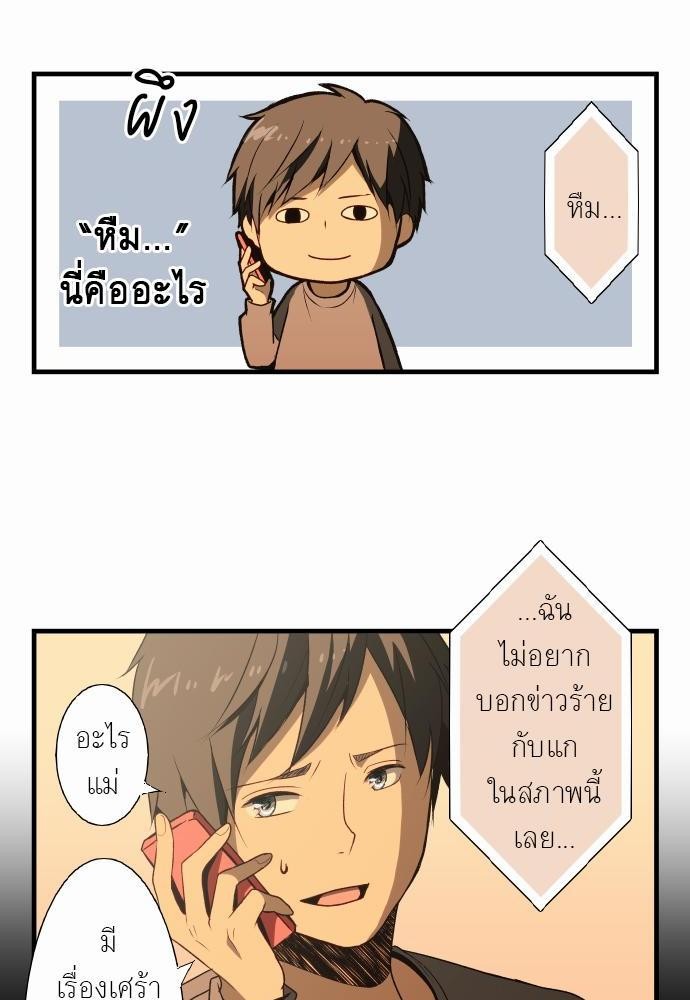 ผึง
หืม...
“หืม...”
นี่คืออะไร
...ฉัน
ไม่อยาก
บอกข่าวร้าย
กับแก
ในสภาพนี้
เลย...
อะไร
แม่
มี
เรื่องเศร้า